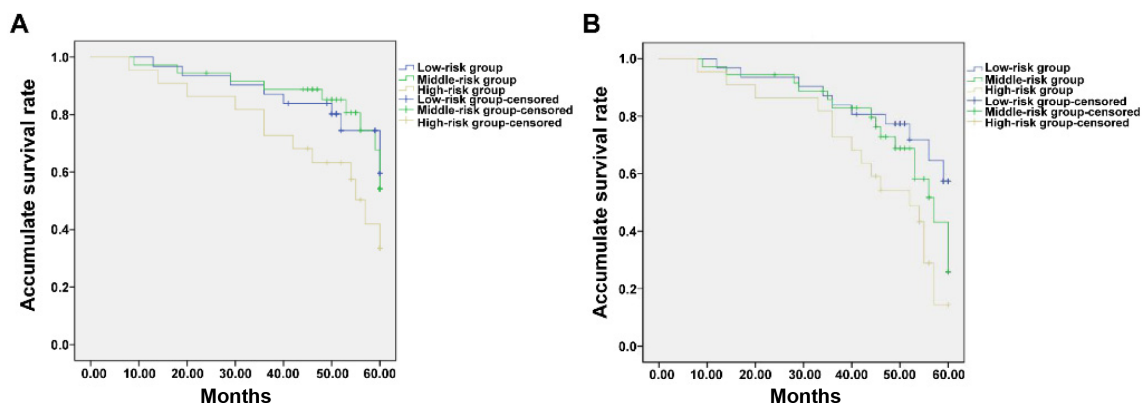 A
Accumulate survival rate
1.0
0.8
0.6
0.4
0.2
0.0
0.00
10.00
20.00
30.00
40.00
50.00
60.00
Months
Low-risk group
Middle-risk group
High-risk group
Low-risk group-censored
Middle-risk group-censored
High-risk group-censored
B
Accumulate survival rate
1.0
0.8
0.6
0.4
0.2
0.0
0.00
10.00
20.00
30.00
40.00
50.00
60.00
Months
Low-risk group
Middle-risk group
High-risk group
Low-risk group-censored
Middle-risk group-censored
High-risk group-censored